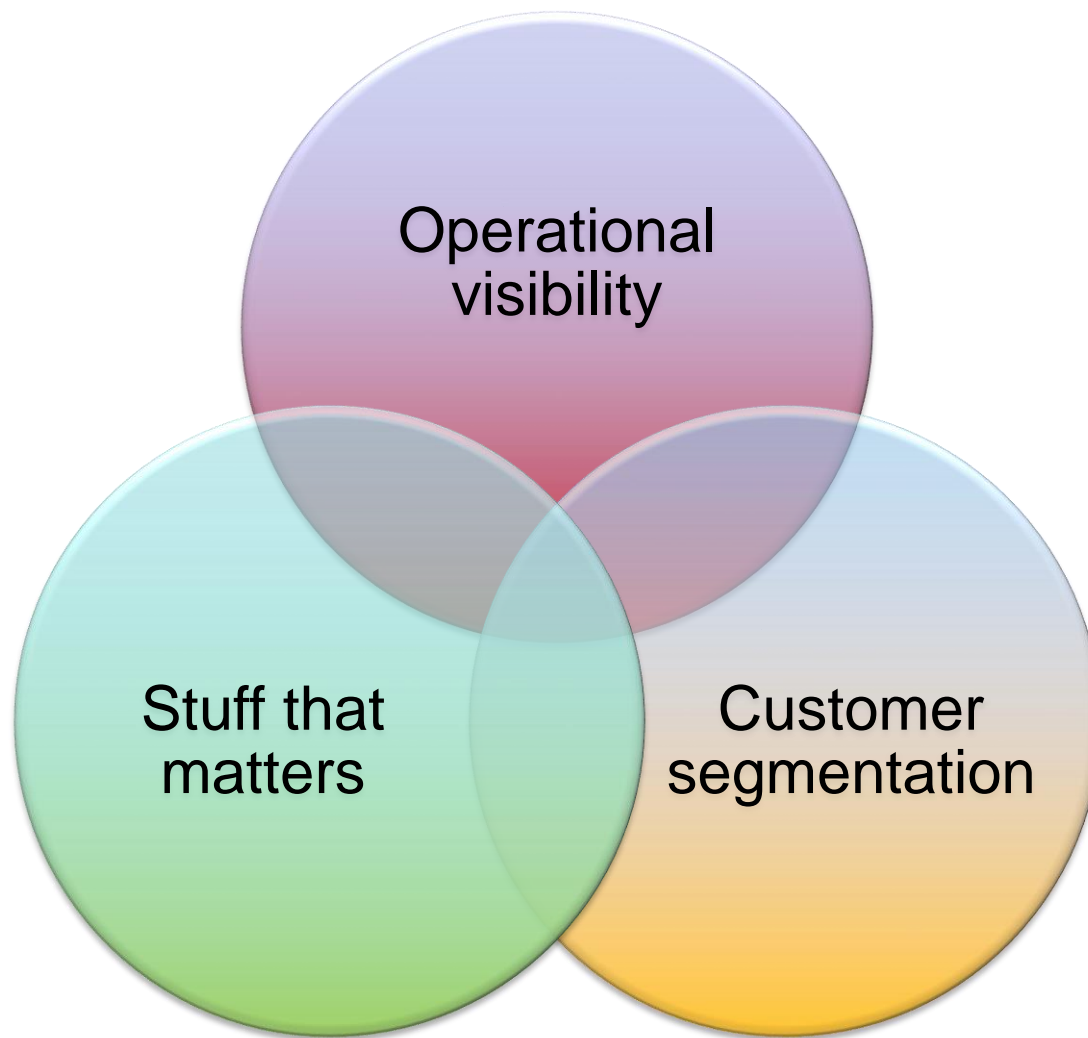 Operational
visibility
Stuff that
matters
Customer
segmentation